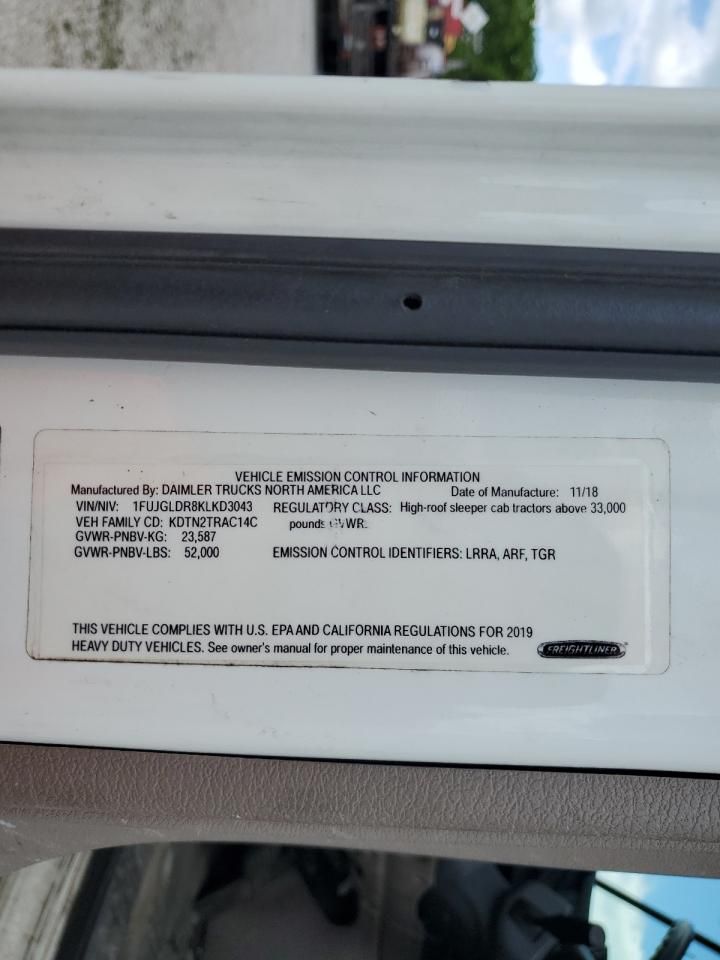 VEHICLE EMISSION CONTROL INFORMATION
Manufactured By: DAIMLER TRUCKS NORTH AMERICA LLC Date of Manufacture: 11/18
VIN/NIV: 1FUJGLDR8KLKD3043 REGULATORY CLASS: High-roof sleeper cab tractors above 33,000
VEH FAMILY CD: KDTN2TRAC14C pounds GVWR.
GVWR-PNBV-KG: 23,587
GVWR-PNBV-LBS: 52,000 EMISSION CONTROL IDENTIFIERS: LRRA, ARF, TGR
THIS VEHICLE COMPLIES WITH U.S. EPA AND CALIFORNIA REGULATIONS FOR 2019
HEAVY DUTY VEHICLES. See owner's manual for proper maintenance of this vehicle.
FREIGHTLINER